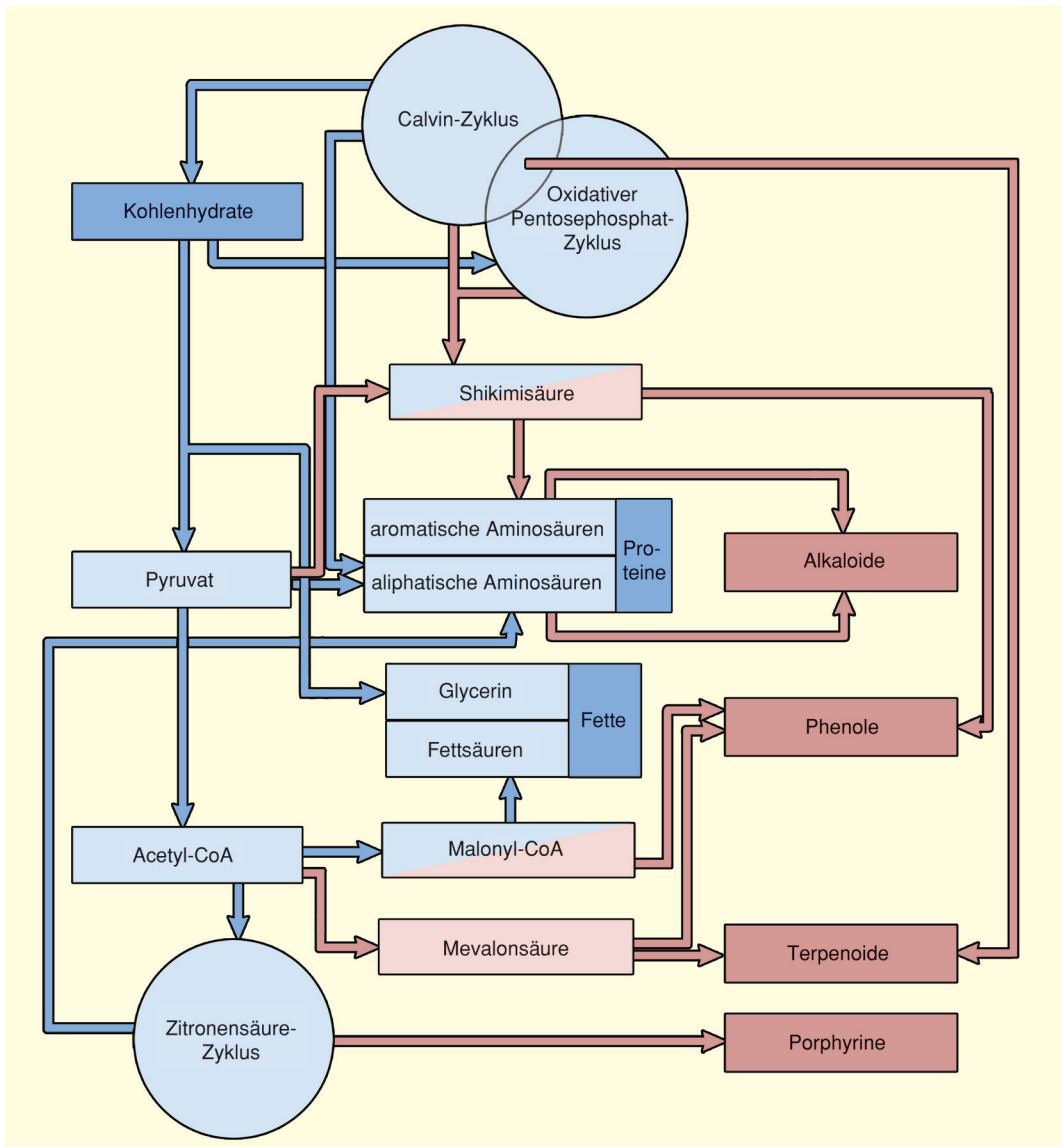 Calvin-Zyklus
Oxidativer
Pentosephosphat-
Zyklus
Kohlenhydrate
Shikimisäure
aromatische Aminosäuren
aliphatische Aminosäuren
Pro-
teine
Alkaloide
Pyruvat
Glycerin
Fettsäuren
Fette
Phenole
Acetyl-CoA
Malonyl-CoA
Mevalonsäure
Terpenoide
Zitronensäure-
Zyklus
Porphyrine